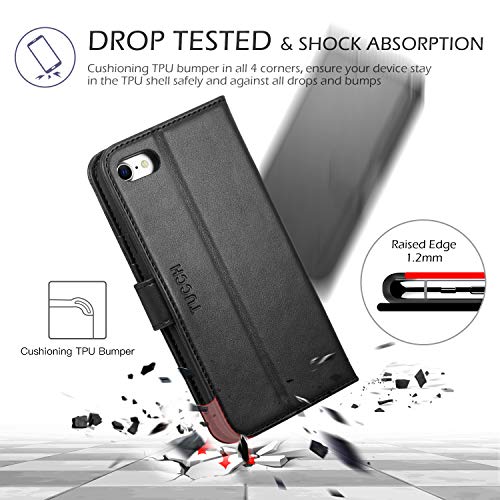 DROP TESTED & SHOCK ABSORPTION
Cushioning TPU bumper in all 4 corners, ensure your device stay
in the TPU shell safely and against all drops and bumps
Raised Edge
1.2mm
TUCCH
Cushioning TPU Bumper